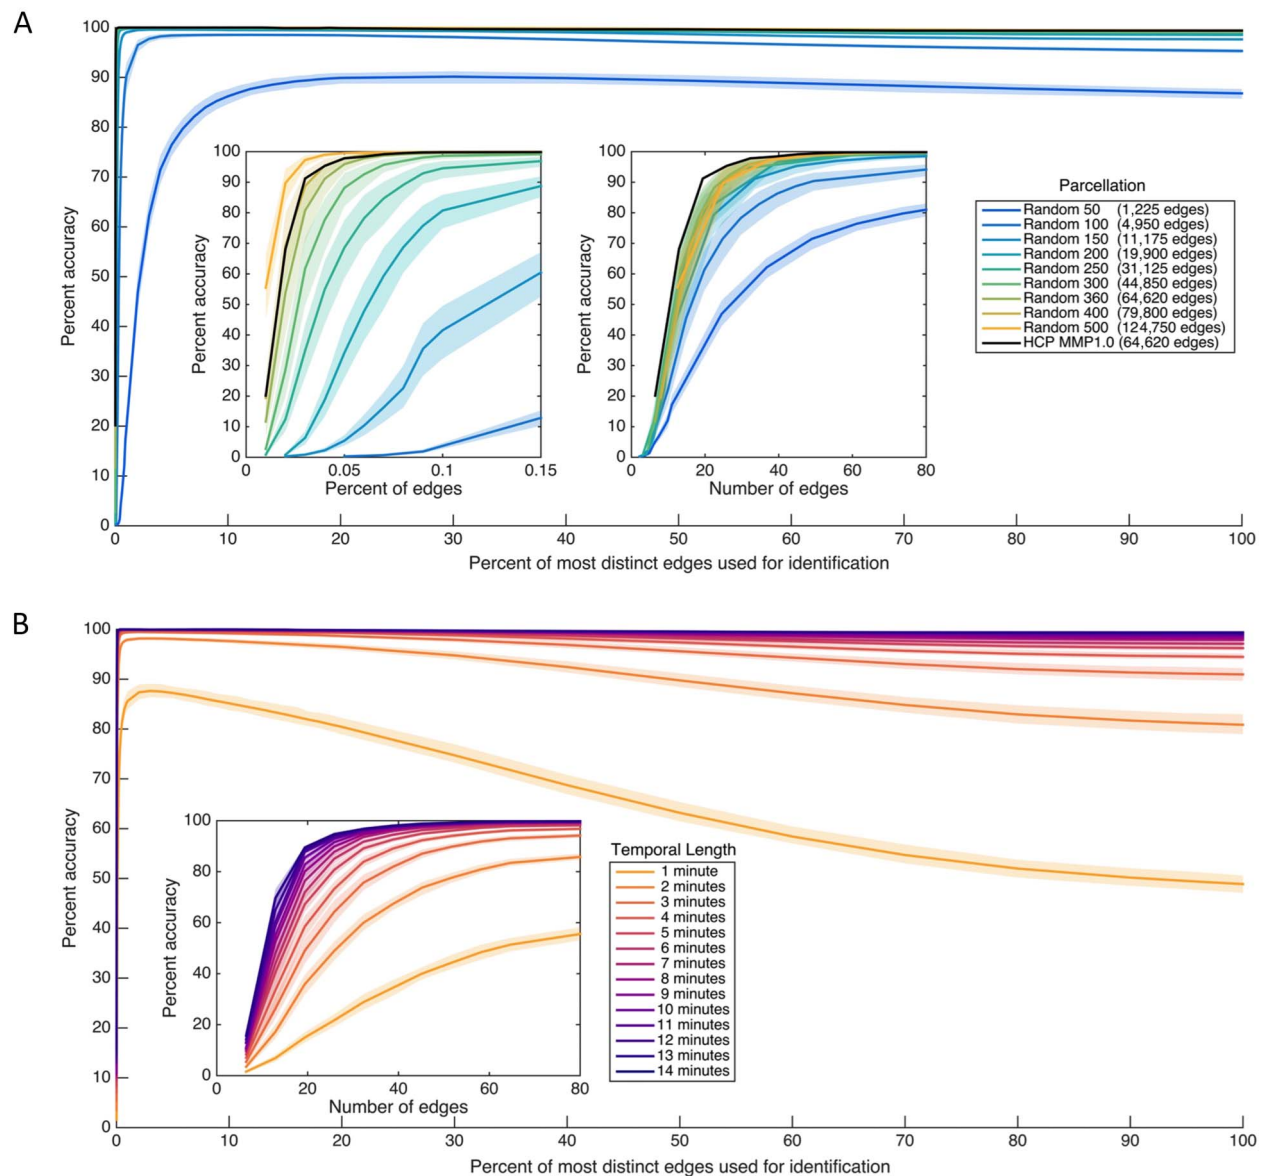 A
100
90
80
70
60
50
40
30
20
10
0
Percent accuracy
0 10 20 30 40 50 60 70 80 90 100
Percent of most distinct edges used for identification
100
90
80
70
60
50
40
30
20
10
0
Percent accuracy
0 0.05 0.1 0.15
Percent of edges
100
90
80
70
60
50
40
30
20
10
0
Percent accuracy
0 20 40 60 80
Number of edges
Parcellation
Random 50 (1,225 edges)
Random 100 (4,950 edges)
Random 150 (11,175 edges)
Random 200 (19,900 edges)
Random 250 (31,125 edges)
Random 300 (44,850 edges)
Random 360 (64,620 edges)
Random 400 (79,800 edges)
Random 500 (124,750 edges)
HCP MMP1.0 (64,620 edges)
B
100
90
80
70
60
50
40
30
20
10
0
Percent accuracy
0 10 20 30 40 50 60 70 80 90 100
Percent of most distinct edges used for identification
100
80
60
40
20
0
Percent accuracy
0 20 40 60 80
Number of edges
Temporal Length
1 minute
2 minutes
3 minutes
4 minutes
5 minutes
6 minutes
7 minutes
8 minutes
9 minutes
10 minutes
11 minutes
12 minutes
13 minutes
14 minutes